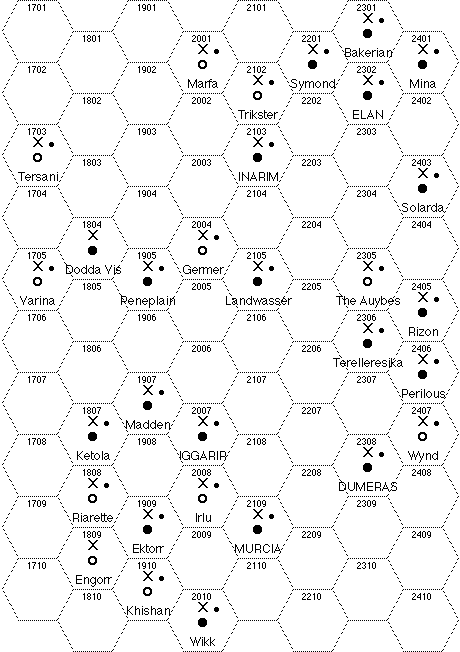 1701 1901 2101 2301
1801 2001 2201 2401
Bakerian
1702 1902 2102 2302
Marfa Symond Mina
1802 2002 2202 2402
Trikster ELAN
1703 1903 2103 2303
1803 2003 2203 2403
Tersani INARIM
1704 1904 2104 2304
Solarda
1804 2004 2204 2404
1705 1905 2105 2305
Dodda Vjs Germer
1805 2005 2205 2405
Varina Peneplain Landwasser The Auybes
1706 1906 2106 2306
Rizon
1806 2006 2206 2406
Terelleresika
1707 1907 2107 2307
Perilous
1807 2007 2207 2407
Madden
1708 1908 2108 2308
Ketola IGGARIR Wynd
1808 2008 2208 2408
DUMERAS
1709 1909 2109 2309
Riarette Irlu
1809 2009 2209 2409
Ektorr MURCIA
1710 1910 2110 2310
Engorr
1810 2010 2210 2410
Khishan
Wikk